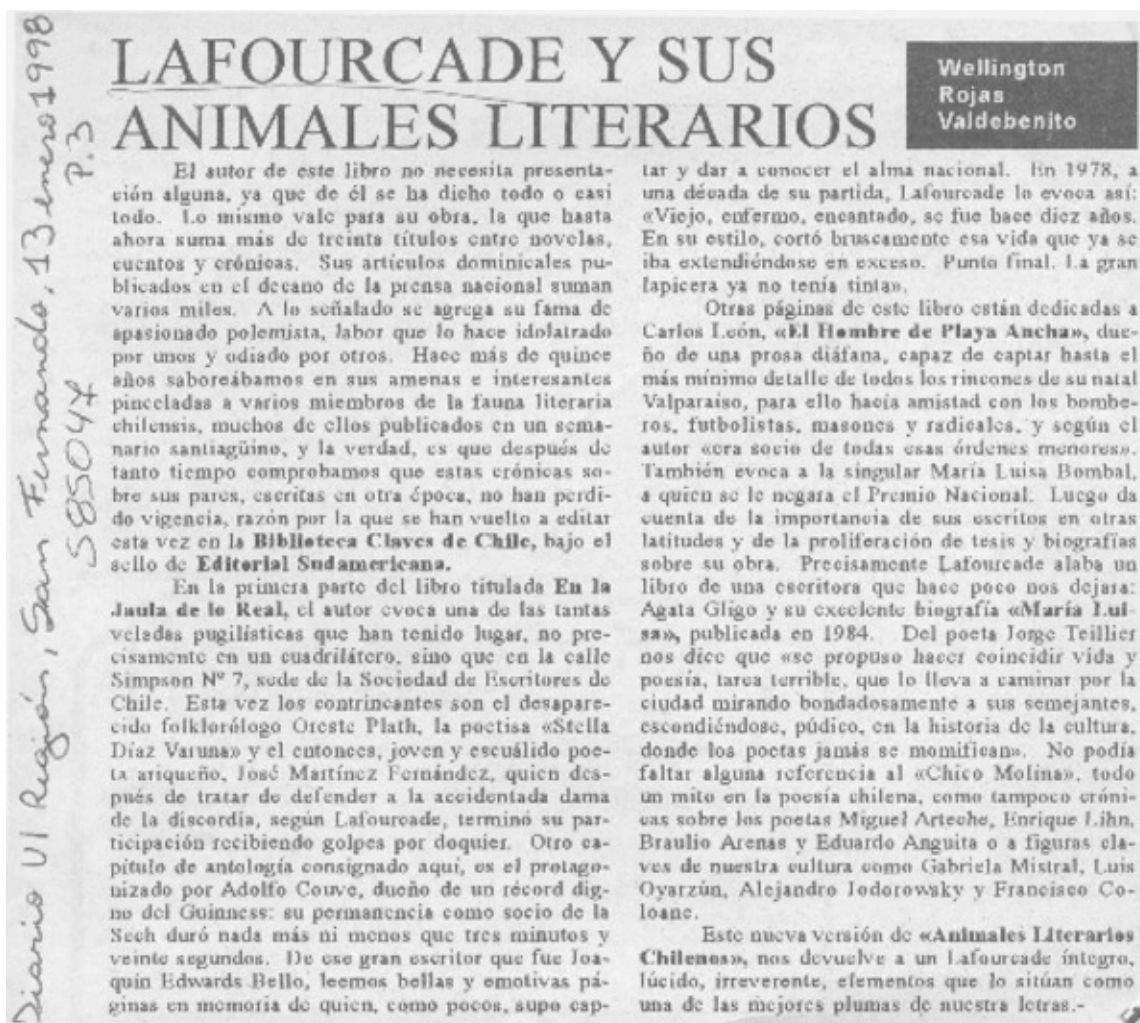 LAFOURCADE Y SUS
ANIMALES LITERARIOS
Wellington
Rojas
Valdebenito
El autor de este libro no necesita presenta-
ción alguna, ya que de él se ha dicho todo o casi
todo. Lo mismo vale para su obra, la que hasta
ahora suma más de treinta títulos entre novelas,
cuentos y crónicas. Sus artículos dominicales pu-
blicados en el decano de la prensa nacional suman
varios miles. A lo señalado se agrega su fama de
apasionado polemista, labor que lo hace idolatrado
por unos y odiado por otros. Hace más de quince
años saboreábamos en sus amenas e interesantes
pinceladas a varios miembros de la fauna literaria
chilensis, muchos de ellos publicados en un sema-
nario santiagüino, y la verdad, es que después de
tanto tiempo comprobamos que estas crónicas so-
bre sus pares, escritas en otra época, no han perdi-
do vigencia, razón por la que se han vuelto a editar
esta vez en la Biblioteca Claves de Chile, bajo el
sello de Editorial Sudamericana.
En la primera parte del libro titulada En la
Jaula de lo Real, el autor evoca una de las tantas
veladas pugilísticas que han tenido lugar, no pre-
cisamente en un cuadrilátero, sino que en la calle
Simpson Nº 7, sede de la Sociedad de Escritores de
Chile. Esta vez los contrincantes son el desapare-
cido folklorólogo Oreste Plath, la poetisa «Stella
Díaz Varuna» y el entonces, joven y escuálido poe-
ta ariqueño, José Martínez Fernández, quien des-
pués de tratar de defender a la accidentada dama
de la discordia, según Lafourcade, terminó su par-
ticipación recibiendo golpes por doquier. Otro ca-
pítulo de antología consignado aquí, es el protago-
nizado por Adolfo Couve, dueño de un récord dig-
no del Guinness: su permanencia como socio de la
Sech duró nada más ni menos que tres minutos y
veinte segundos. De ese gran escritor que fue Joa-
quín Edwards Bello, leemos bellas y emotivas pá-
ginas en memoria de quien, como pocos, supo cap-
tar y dar a conocer el alma nacional. En 1978, a
una década de su partida, Lafourcade lo evoca así:
«Viejo, enfermo, encantado, se fue hace diez años.
En su estilo, cortó bruscamente esa vida que ya se
iba extendiéndose en exceso. Punto final. La gran
lapicera ya no tenía tinta».
Otras páginas de este libro están dedicadas a
Carlos León, «El Hombre de Playa Ancha», due-
ño de una prosa diáfana, capaz de captar hasta el
más mínimo detalle de todos los rincones de su natal
Valparaíso, para ello hacía amistad con los bombe-
ros, futbolistas, masones y radicales, y según el
autor «era socio de todas esas órdenes menores».
También evoca a la singular María Luisa Bombal,
a quien se le negara el Premio Nacional. Luego da
cuenta de la importancia de sus escritos en otras
latitudes y de la proliferación de tesis y biografías
sobre su obra. Precisamente Lafourcade alaba un
libro de una escritora que hace poco nos dejara:
Agata Gligo y su excelente biografía «María Lui-
sa», publicada en 1984. Del poeta Jorge Teillier
nos dice que «se propuso hacer coincidir vida y
poesía, tarea terrible, que lo lleva a caminar por la
ciudad mirando bondadosamente a sus semejantes,
escondiéndose, púdico, en la historia de la cultura,
donde los poetas jamás se momifican». No podía
faltar alguna referencia al «Chico Molina», todo
un mito en la poesía chilena, como tampoco cróni-
cas sobre los poetas Miguel Arteche, Enrique Lihn,
Braulio Arenas y Eduardo Anguita o a figuras cla-
ves de nuestra cultura como Gabriela Mistral, Luis
Oyarzún, Alejandro Jodorowsky y Francisco Co-
loane.
Este nueva versión de «Animales Literarios
Chilenos», nos devuelve a un Lafourcade íntegro,
lúcido, irreverente, elementos que lo sitúan como
una de las mejores plumas de nuestra letras.-
Diario VI Región, San Fernando, 13 enero 1998
P.3
585047